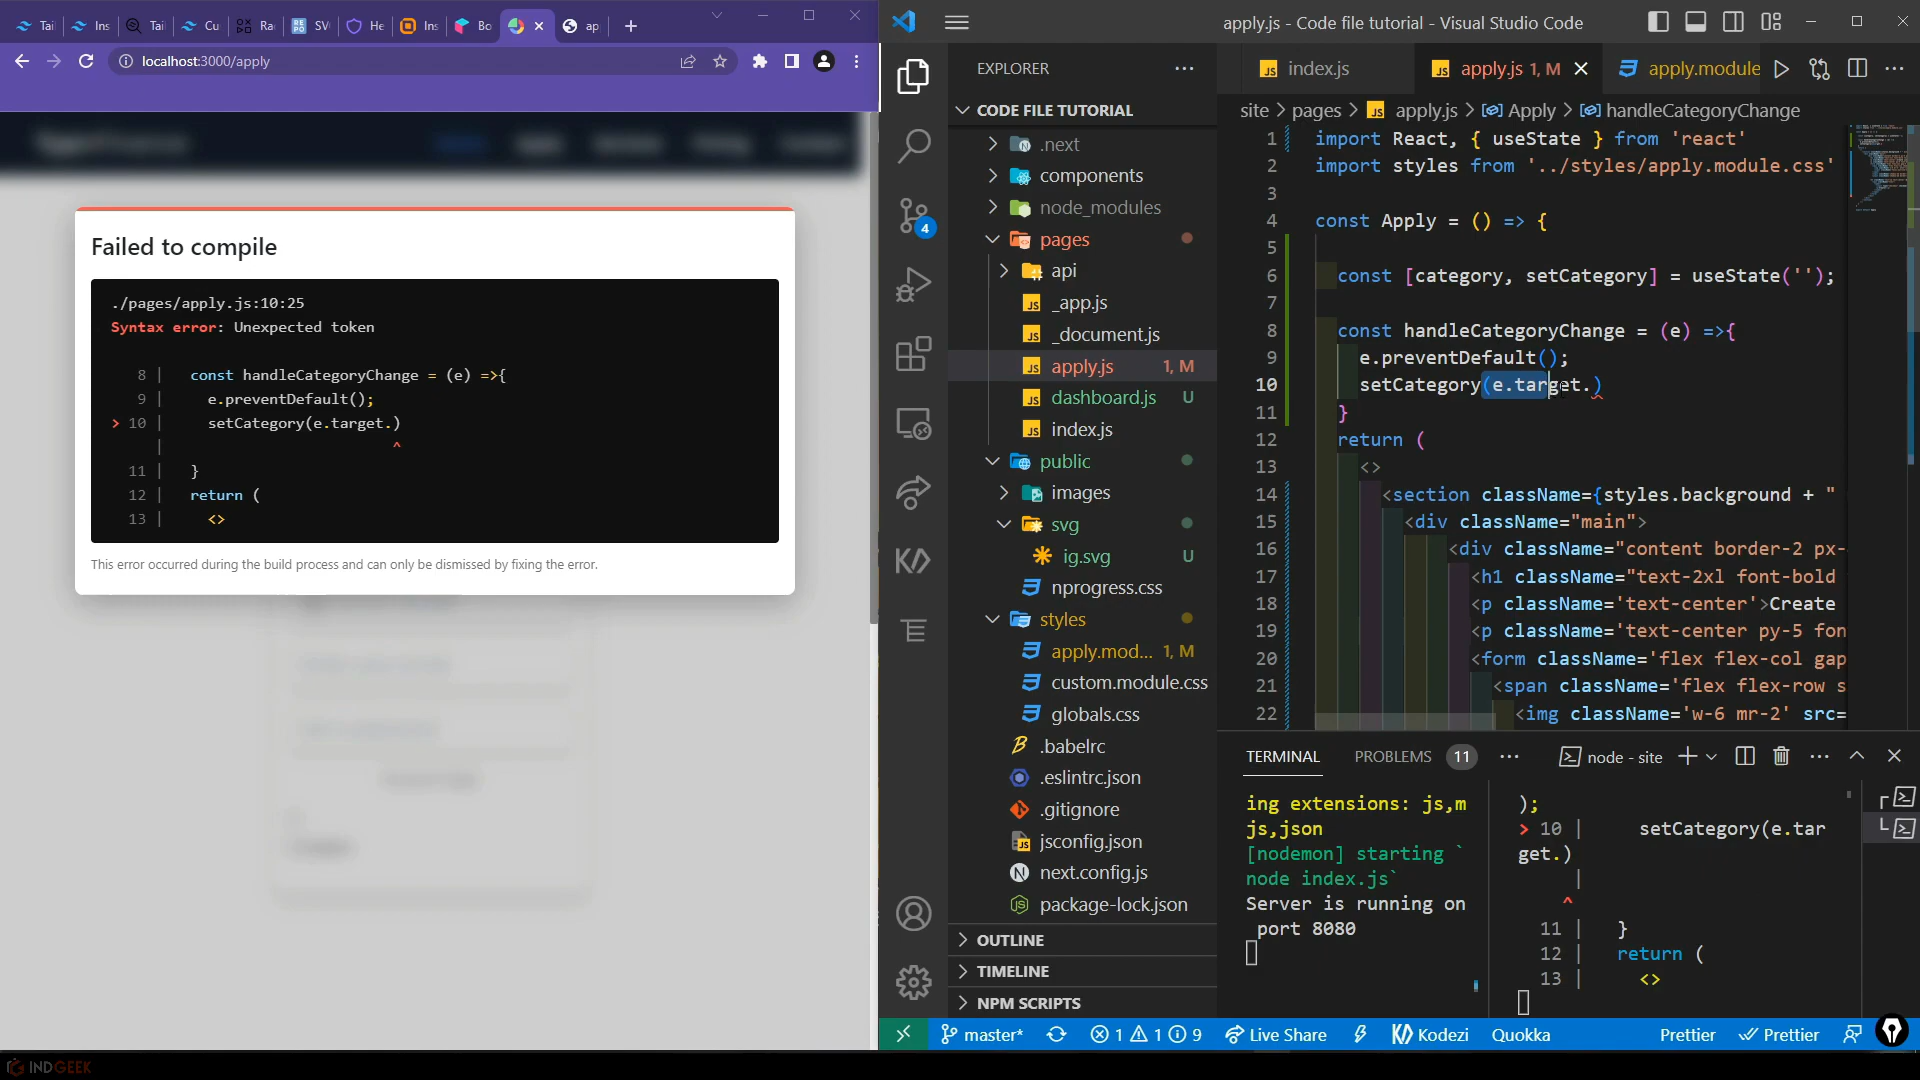 Tai
Ins
Tai
Cu
Ra
SV
He
Ins
Bo
ap
localhost:3000/apply
Failed to compile
./pages/apply.js:10:25
Syntax error: Unexpected token
8 | const handleCategoryChange = (e) =>{
9 | e.preventDefault();
> 10 | setCategory(e.target.)
| ^
11 | }
12 | return (
13 | <>
This error occurred during the build process and can only be dismissed by fixing the error.
INDGEEK
apply.js - Code file tutorial - Visual Studio Code
EXPLORER
CODE FILE TUTORIAL
.next
components
node_modules
pages
api
_app.js
_document.js
apply.js 1, M
dashboard.js U
index.js
public
images
svg
ig.svg U
nprogress.css
styles
apply.mod... 1, M
custom.module.css
globals.css
.babelrc
.eslintrc.json
.gitignore
jsconfig.json
next.config.js
package-lock.json
OUTLINE
TIMELINE
NPM SCRIPTS
4
index.js
apply.js 1, M
apply.module
site > pages > apply.js > Apply > handleCategoryChange
1 import React, { useState } from 'react'
2 import styles from '../styles/apply.module.css'
3
4 const Apply = () => {
5
6 const [category, setCategory] = useState('');
7
8 const handleCategoryChange = (e) =>{
9 e.preventDefault();
10 setCategory(e.target.)
11 }
12 return (
13 <>
14 <section className={styles.background + "
15 <div className="main">
16 <div className="content border-2 px-
17 <h1 className="text-2xl font-bold
18 <p className='text-center'>Create
19 <p className='text-center py-5 fon
20 <form className='flex flex-col gap
21 <span className='flex flex-row s
22 <img className='w-6 mr-2' src=
TERMINAL
PROBLEMS 11
node - site
ing extensions: js,m
js,json
[nodemon] starting `
node index.js`
Server is running on
port 8080
);
> 10 | setCategory(e.tar
get.)
|
^
11 | }
12 | return (
13 | <>
master*
1
1
9
Live Share
Kodezi
Quokka
Prettier
Prettier